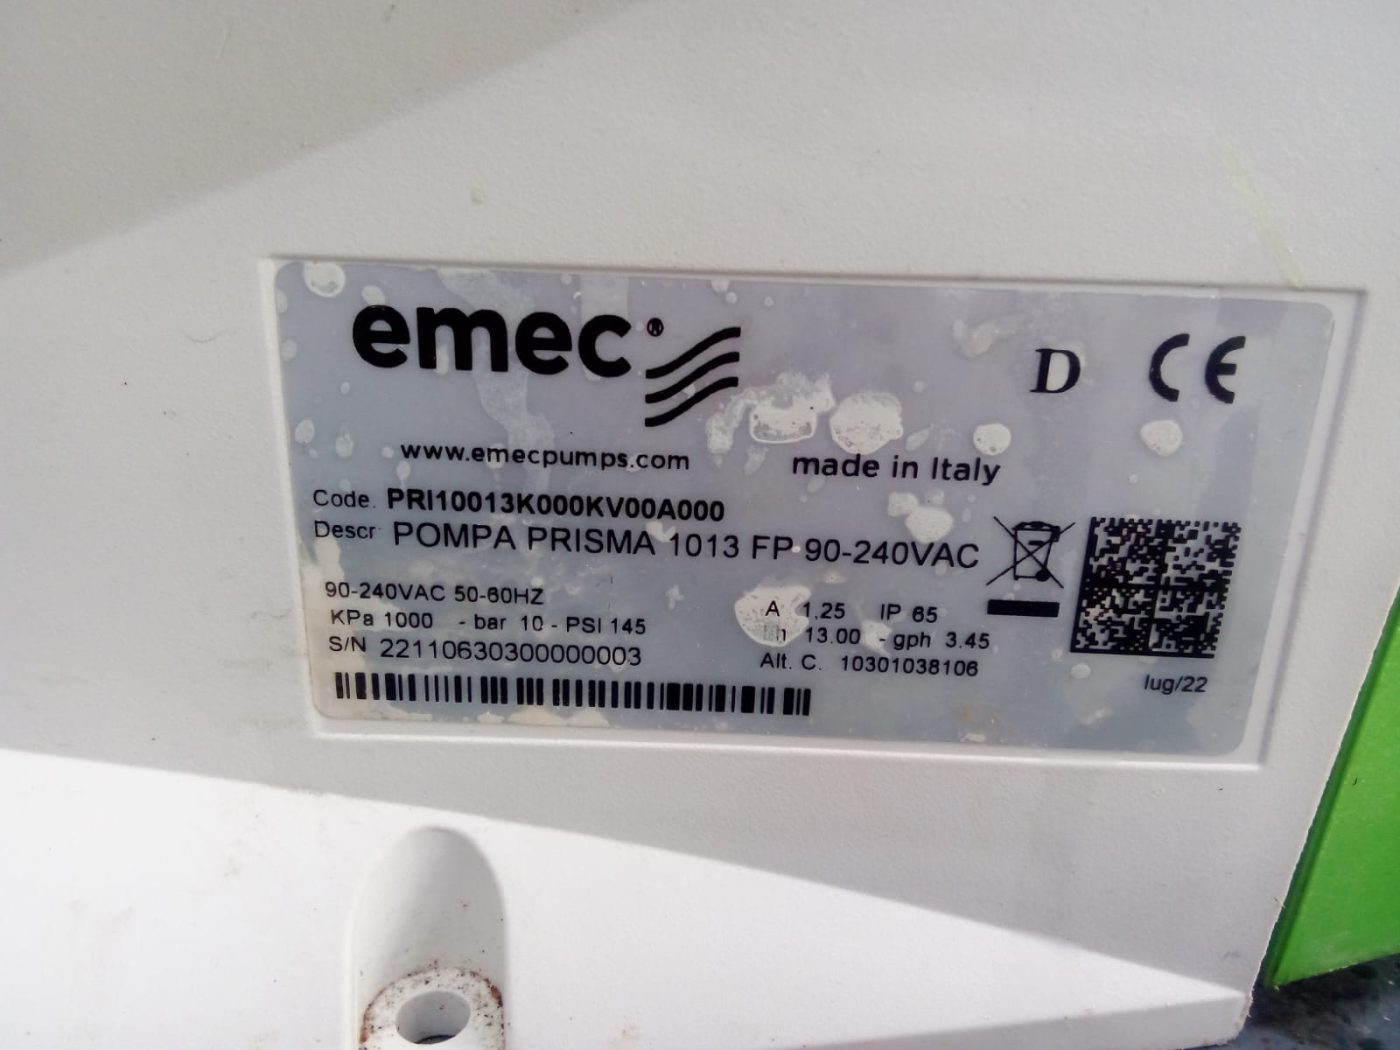 emec®
D CE
www.emecpumps.com
made in Italy
Code. PRI10013K000KV00A000
Descr POMPA PRISMA 1013 FP 90-240VAC
90-240VAC 50-60HZ
A 1,25 IP 65
KPa 1000 - bar 10 - PSI 145
13.00 - gph 3.45
S/N 22110630300000003
Alt. C. 10301038106
lug/22